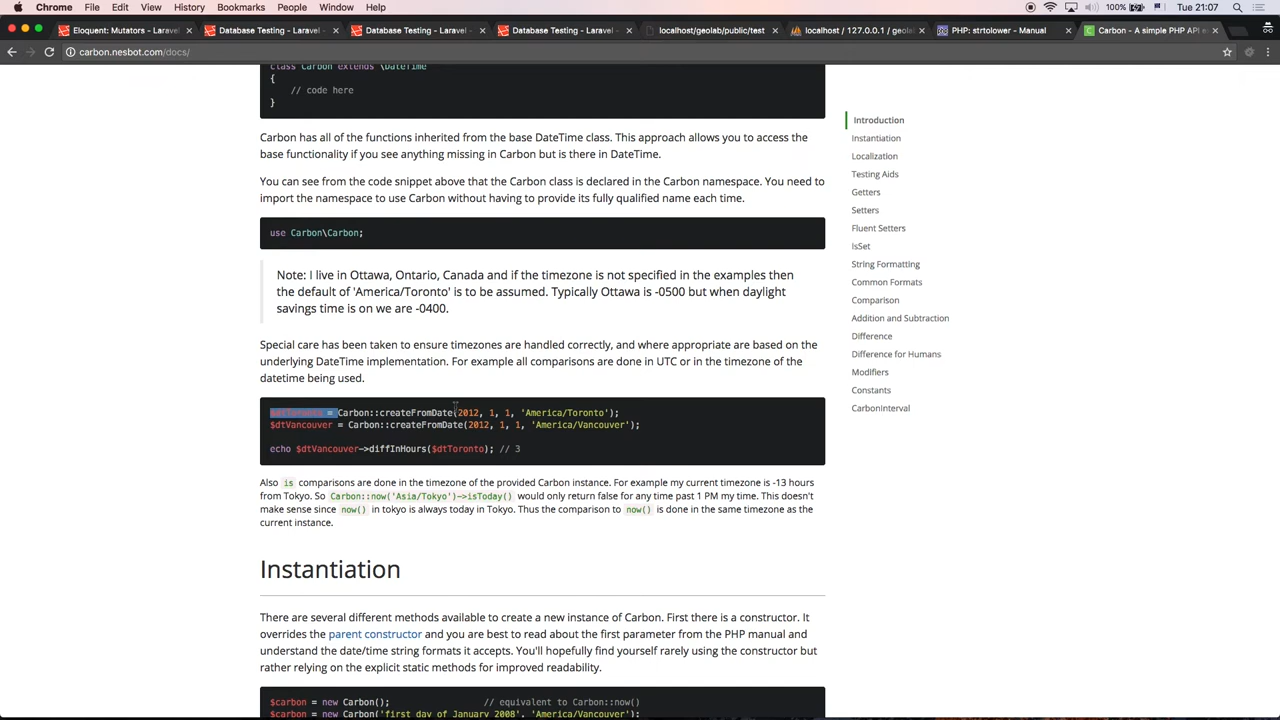 Chrome File Edit View History Bookmarks People Window Help 100% Tue 21:07
Eloquent: Mutators - Laravel - × Database Testing - Laravel - × Database Testing - Laravel - × Database Testing - Laravel - × localhost/geolab/public/test × localhost / 127.0.0.1 / geola × PHP: strtolower - Manual × Carbon - A simple PHP API e ×
carbon.nesbot.com/docs/
class Carbon extends \DateTime
{
// code here
}
Carbon has all of the functions inherited from the base DateTime class. This approach allows you to access the
base functionality if you see anything missing in Carbon but is there in DateTime.
You can see from the code snippet above that the Carbon class is declared in the Carbon namespace. You need to
import the namespace to use Carbon without having to provide its fully qualified name each time.
use Carbon\Carbon;
Note: I live in Ottawa, Ontario, Canada and if the timezone is not specified in the examples then
the default of 'America/Toronto' is to be assumed. Typically Ottawa is -0500 but when daylight
savings time is on we are -0400.
Special care has been taken to ensure timezones are handled correctly, and where appropriate are based on the
underlying DateTime implementation. For example all comparisons are done in UTC or in the timezone of the
datetime being used.
$dtToronto = Carbon::createFromDate(2012, 1, 1, 'America/Toronto');
$dtVancouver = Carbon::createFromDate(2012, 1, 1, 'America/Vancouver');
echo $dtVancouver->diffInHours($dtToronto); // 3
Also is comparisons are done in the timezone of the provided Carbon instance. For example my current timezone is -13 hours
from Tokyo. So Carbon::now('Asia/Tokyo')->isToday() would only return false for any time past 1 PM my time. This doesn't
make sense since now() in tokyo is always today in Tokyo. Thus the comparison to now() is done in the same timezone as the
current instance.
Instantiation
There are several different methods available to create a new instance of Carbon. First there is a constructor. It
overrides the parent constructor and you are best to read about the first parameter from the PHP manual and
understand the date/time string formats it accepts. You'll hopefully find yourself rarely using the constructor but
rather relying on the explicit static methods for improved readability.
$carbon = new Carbon(); // equivalent to Carbon::now()
$carbon = new Carbon('first day of January 2008', 'America/Vancouver');
Introduction
Instantiation
Localization
Testing Aids
Getters
Setters
Fluent Setters
IsSet
String Formatting
Common Formats
Comparison
Addition and Subtraction
Difference
Difference for Humans
Modifiers
Constants
CarbonInterval